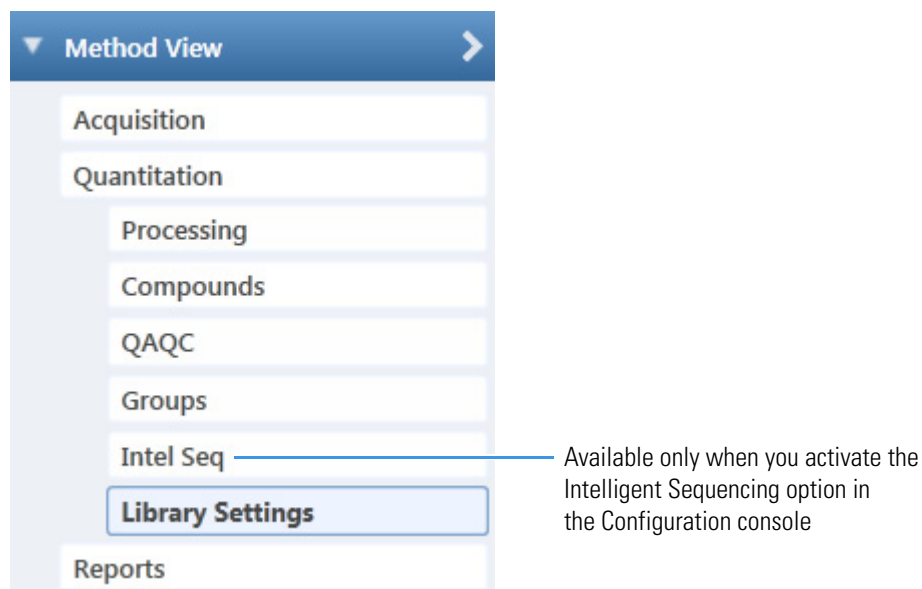 Method View
Acquisition
Quantitation
Processing
Compounds
QAQC
Groups
Intel Seq
Available only when you activate the
Intelligent Sequencing option in
the Configuration console
Library Settings
Reports